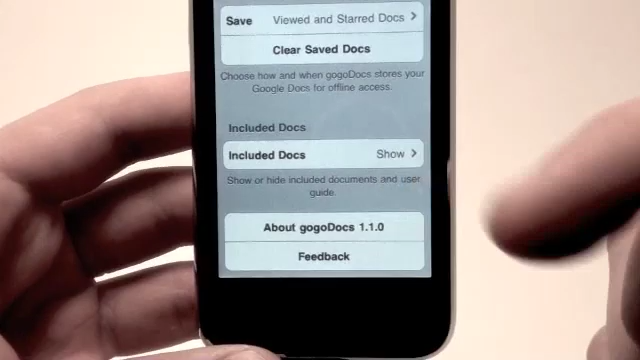 Save Viewed and Starred Docs
Clear Saved Docs
Choose how and when gogoDocs stores your
Google Docs for offline access.
Included Docs
Included Docs Show
Show or hide included documents and user
guide.
About gogoDocs 1.1.0
Feedback